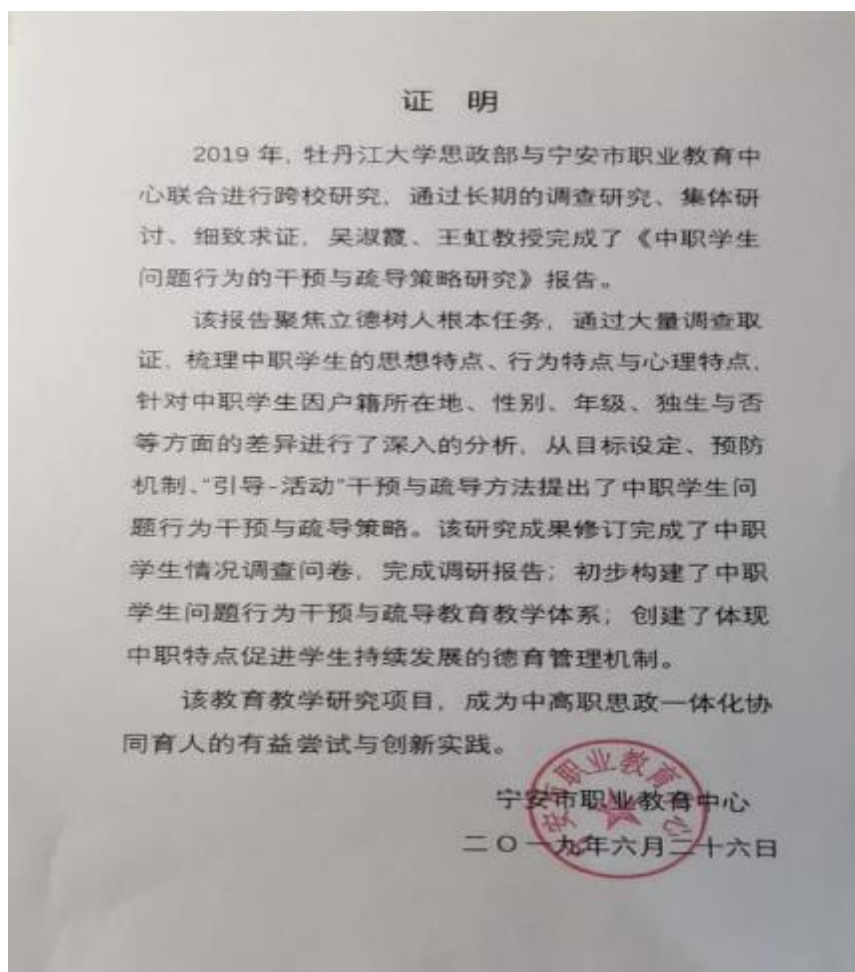 证 明
2019 年，牡丹江大学思政部与宁安市职业教育中
心联合进行跨校研究，通过长期的调查研究、集体研
讨、细致求证，吴淑霞、王虹教授完成了《中职学生
问题行为的干预与疏导策略研究》报告。
该报告聚焦立德树人根本任务，通过大量调查取
证，梳理中职学生的思想特点、行为特点与心理特点，
针对中职学生因户籍所在地、性别、年级、独生与否
等方面的差异进行了深入的分析，从目标设定、预防
机制、“引导-活动”干预与疏导方法提出了中职学生问
题行为干预与疏导策略。该研究成果修订完成了中职
学生情况调查问卷，完成调研报告；初步构建了中职
学生问题行为干预与疏导教育教学体系；创建了体现
中职特点促进学生持续发展的德育管理机制。
该教育教学研究项目，成为中高职思政一体化协
同育人的有益尝试与创新实践。
宁安市职业教育中心
二〇一九年六月二十六日
安市职业教育中心